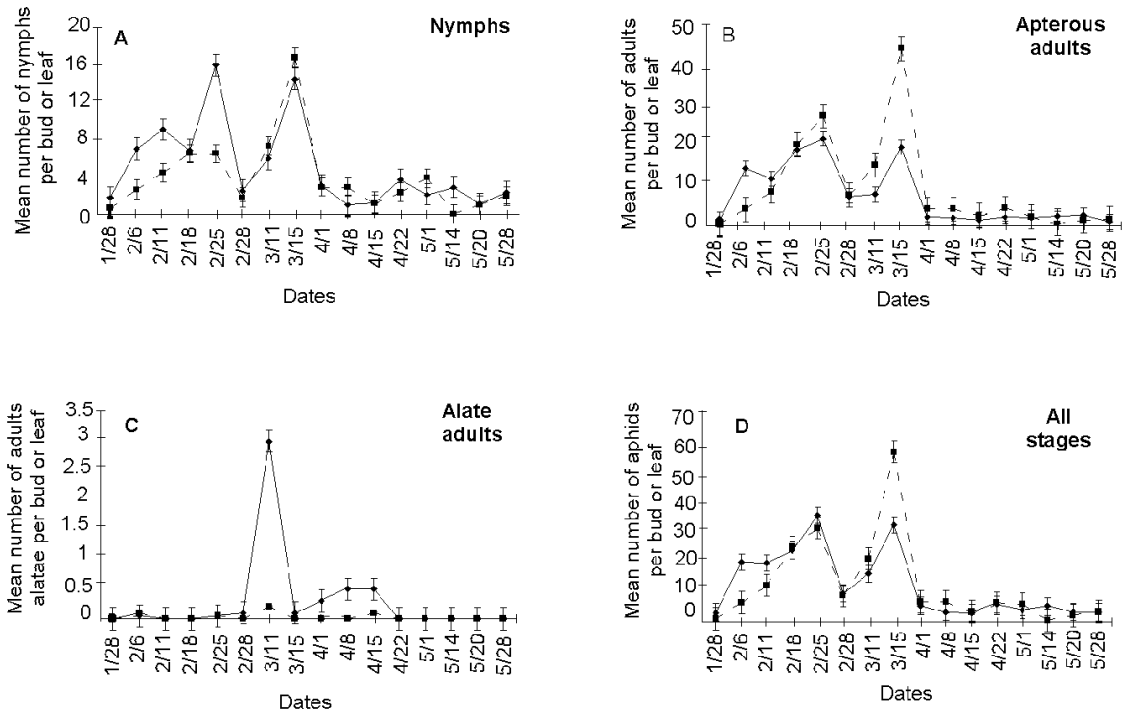 A
Nymphs
Mean number of nymphs
per bud or leaf
20
16
12
8
4
0
1/28 2/6 2/11 2/18 2/25 2/28 3/11 3/15 4/1 4/8 4/15 4/22 5/1 5/14 5/20 5/28
Dates
B
Apterous
adults
Mean number of adults
per bud or leaf
50
40
30
20
10
0
1/28 2/6 2/11 2/18 2/25 2/28 3/11 3/15 4/1 4/8 4/15 4/22 5/1 5/14 5/20 5/28
Dates
C
Alate
adults
Mean number of adults
alatae per bud or leaf
3.5
3
2.5
1.5
1
0.5
0
1/28 2/6 2/11 2/18 2/25 2/28 3/11 3/15 4/1 4/8 4/15 4/22 5/1 5/14 5/20 5/28
Dates
D
All
stages
Mean number of aphids
per bud or leaf
70
60
50
40
30
20
10
0
1/28 2/6 2/11 2/18 2/25 2/28 3/11 3/15 4/1 4/8 4/15 4/22 5/1 5/14 5/20 5/28
Dates